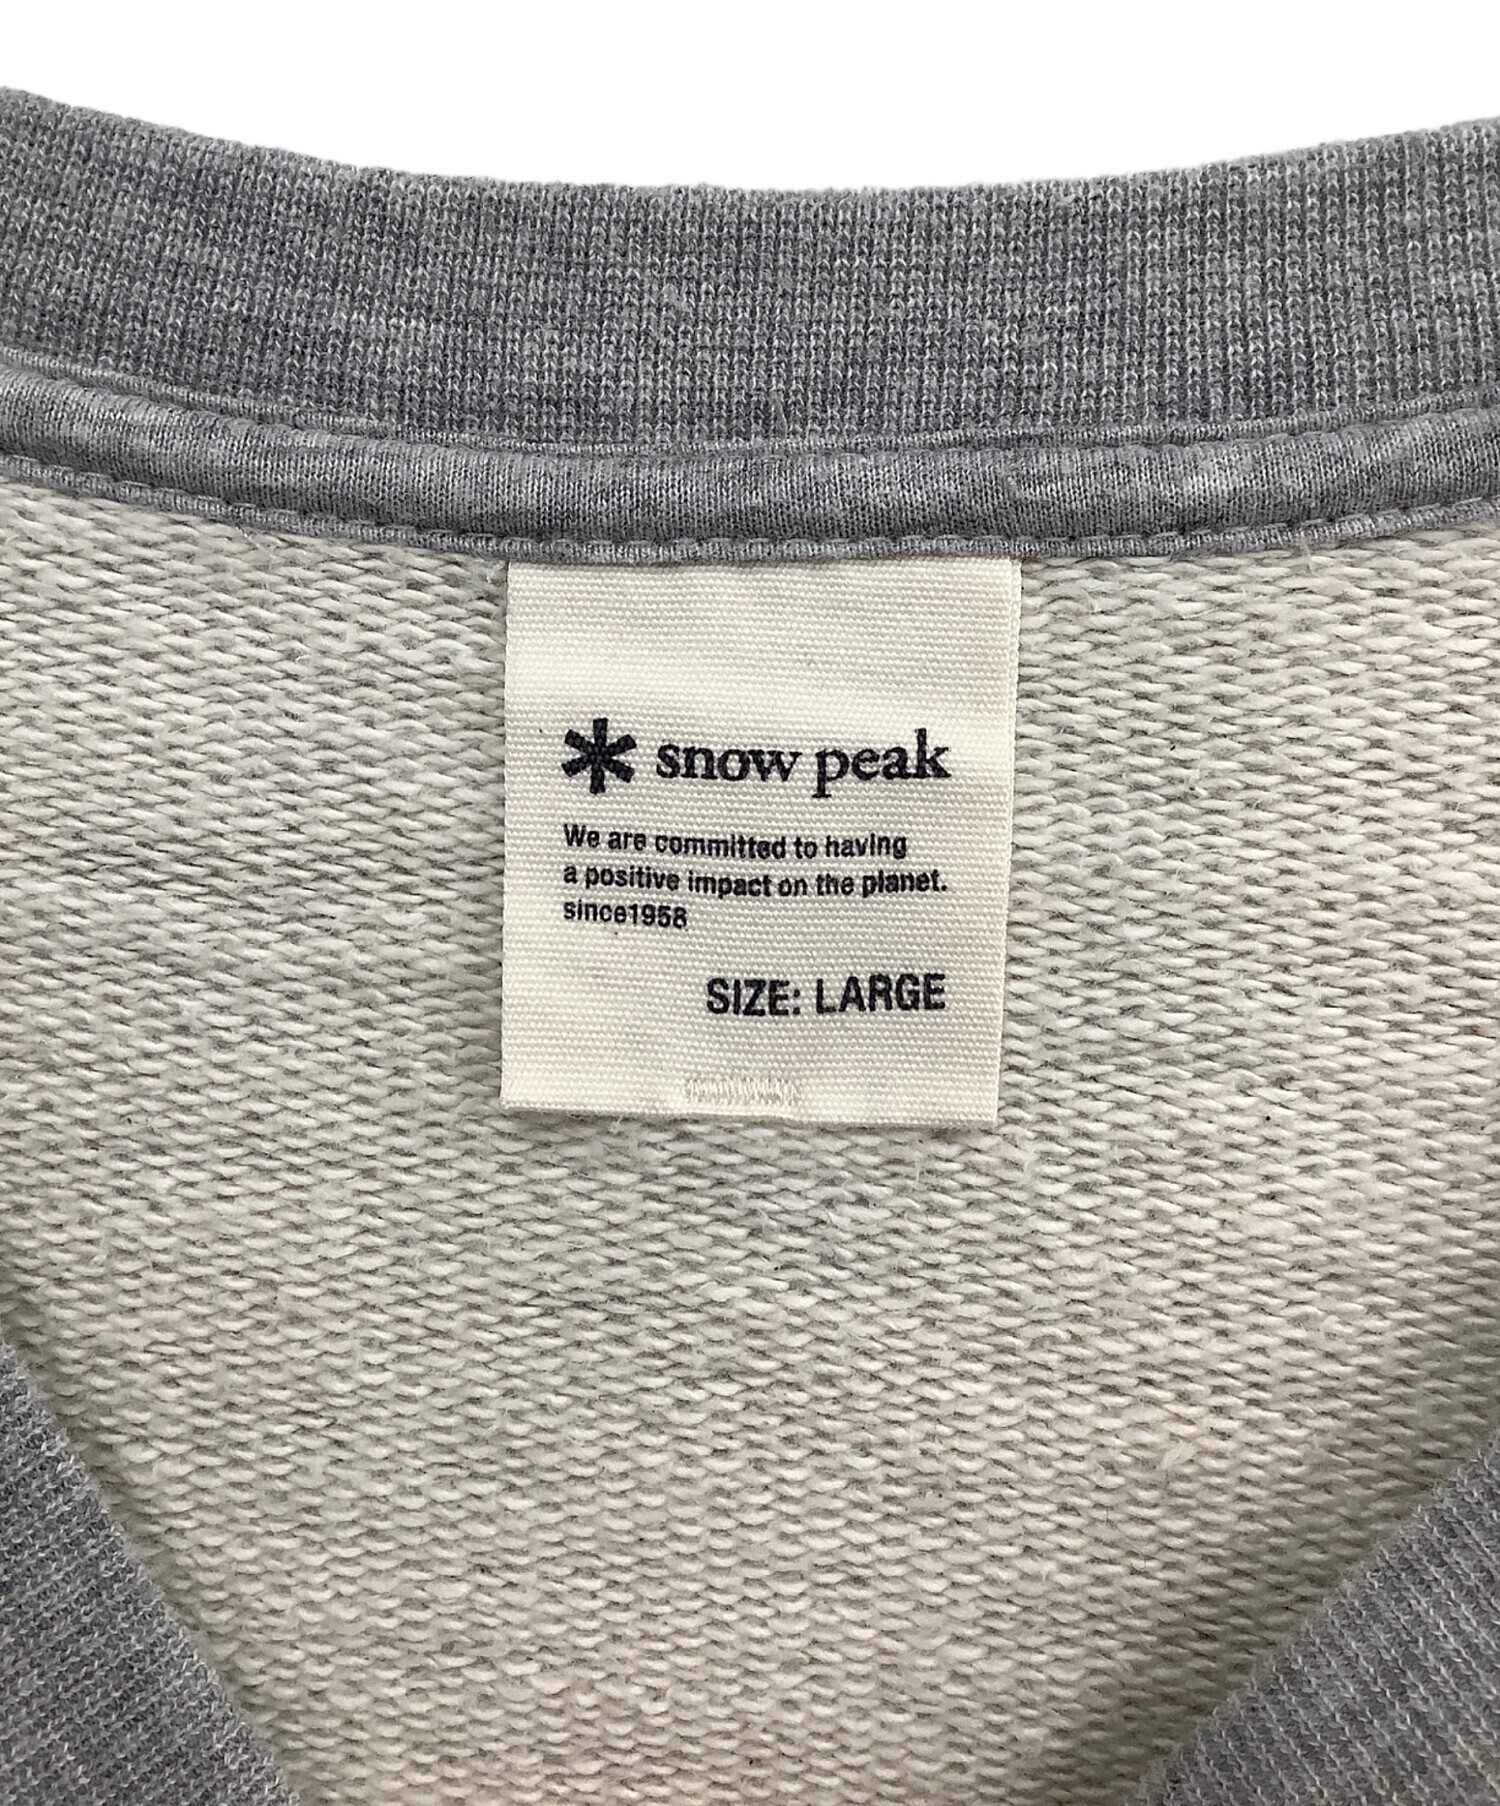 snow peak
We are committed to having
a positive impact on the planet.
since1958
SIZE: LARGE